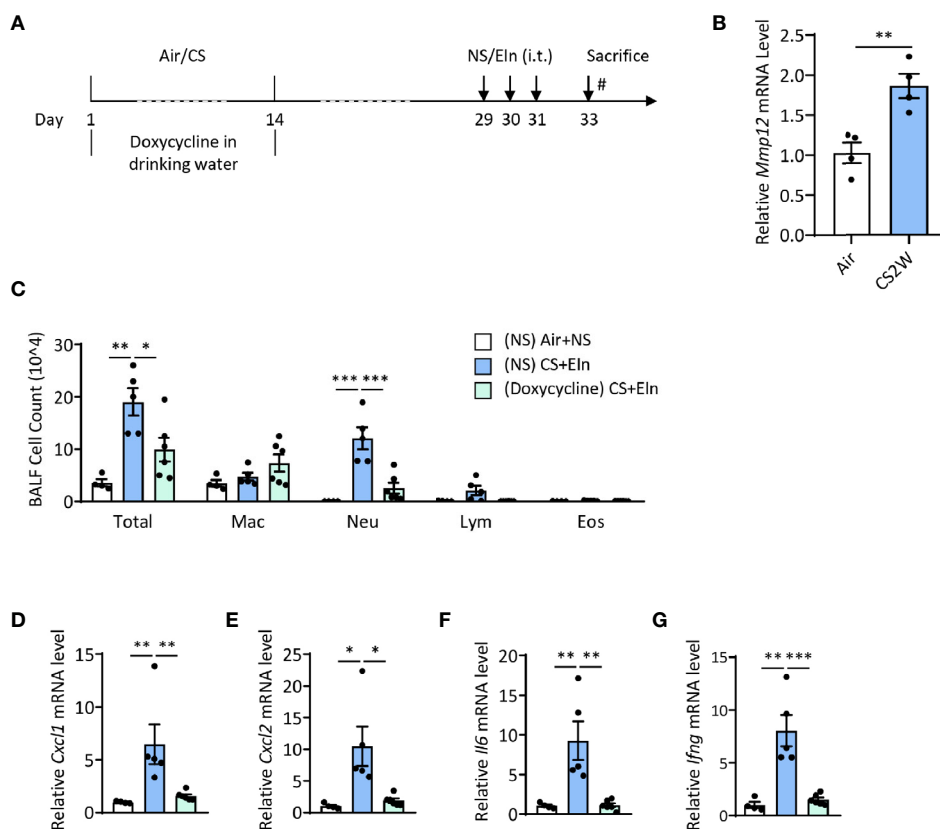 A
Air/CS
NS/Eln (i.t.)
Sacrifice
#
Day
1
14
29
30
31
33
Doxycycline in
drinking water
B
Relative Mmp12 mRNA Level
2.5
2.0
1.5
1.0
0.5
0.0
**
Air
CS2W
C
BALF Cell Count (10^4)
30
20
10
0
** *
*** ***
Total
Mac
Neu
Lym
Eos
(NS) Air+NS
(NS) CS+Eln
(Doxycycline) CS+Eln
D
Relative Cxcl1 mRNA level
15
10
5
0
** **
E
Relative Cxcl2 mRNA level
25
20
15
10
5
0
* *
F
Relative Il6 mRNA level
20
15
10
5
0
** **
G
Relative Ifng mRNA level
15
10
5
0
** ***